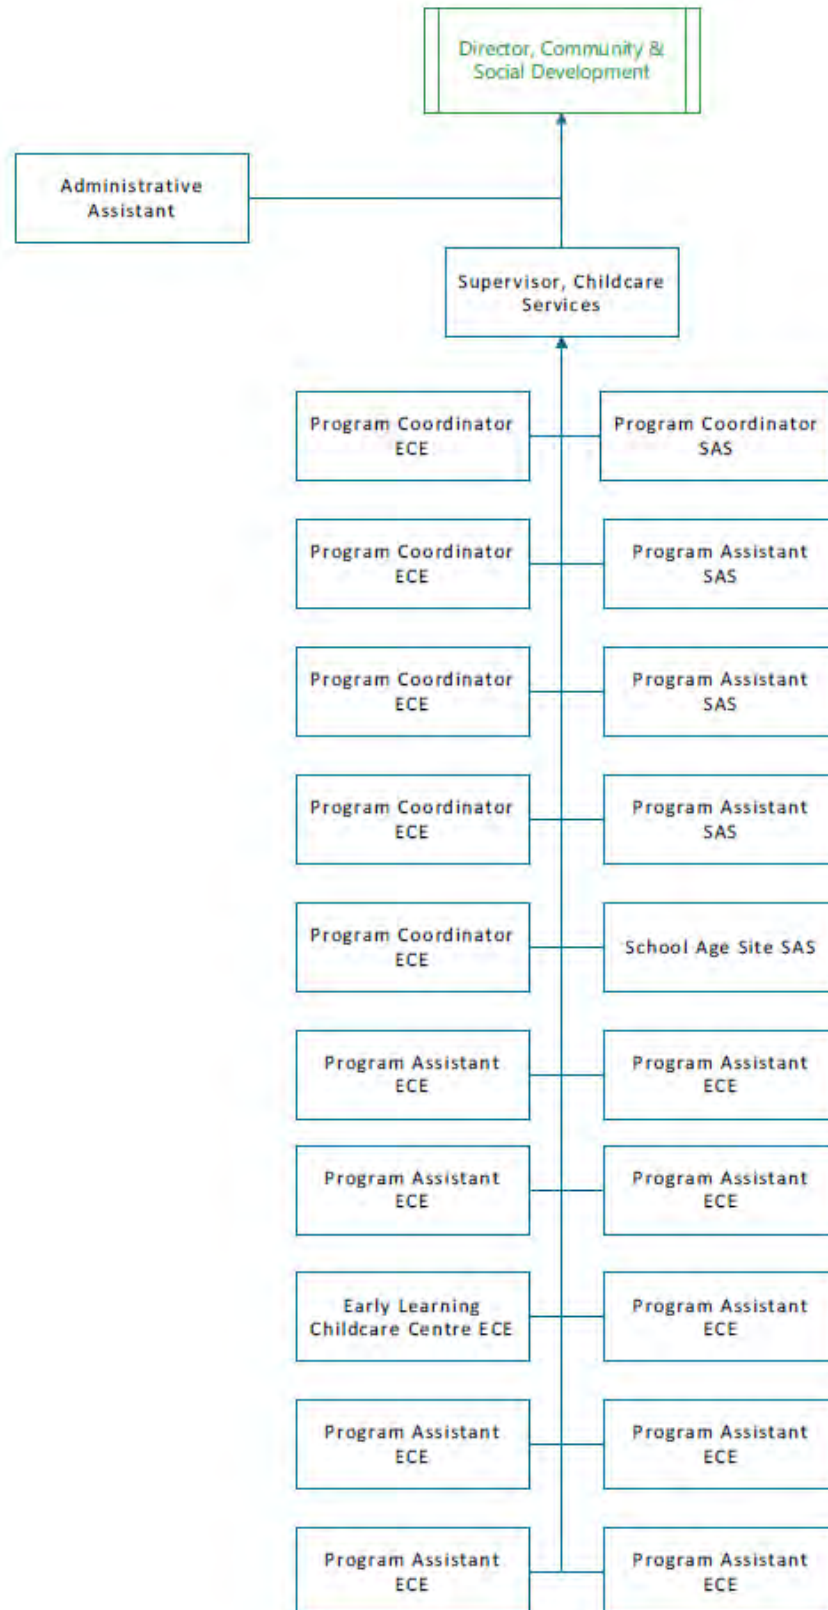 Director, Community &
Social Development
Administrative
Assistant
Supervisor, Childcare
Services
Program Coordinator
ECE
Program Coordinator
SAS
Program Coordinator
ECE
Program Assistant
SAS
Program Coordinator
ECE
Program Assistant
SAS
Program Coordinator
ECE
Program Assistant
SAS
Program Coordinator
ECE
School Age Site SAS
Program Assistant
ECE
Program Assistant
ECE
Program Assistant
ECE
Program Assistant
ECE
Early Learning
Childcare Centre ECE
Program Assistant
ECE
Program Assistant
ECE
Program Assistant
ECE
Program Assistant
ECE
Program Assistant
ECE